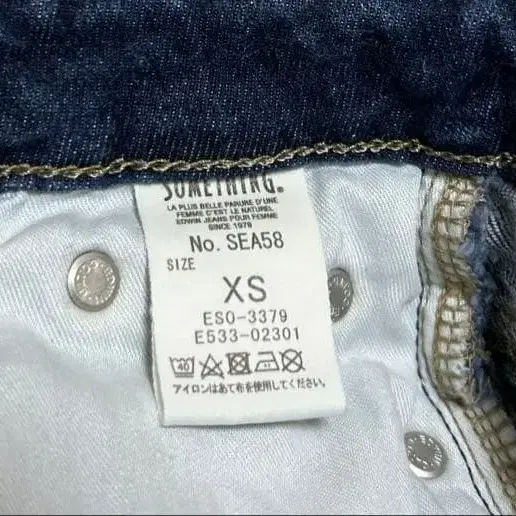 SOMETHING®
LA PLUS BELLE PARURE D'UNE
FEMME C'EST LE NATUREL
EDWIN JEANS POUR FEMME
SINCE 1979
No. SEA58
SIZE
XS
ESO-3379
E533-02301
40
アイロンはあて布を使用してください。